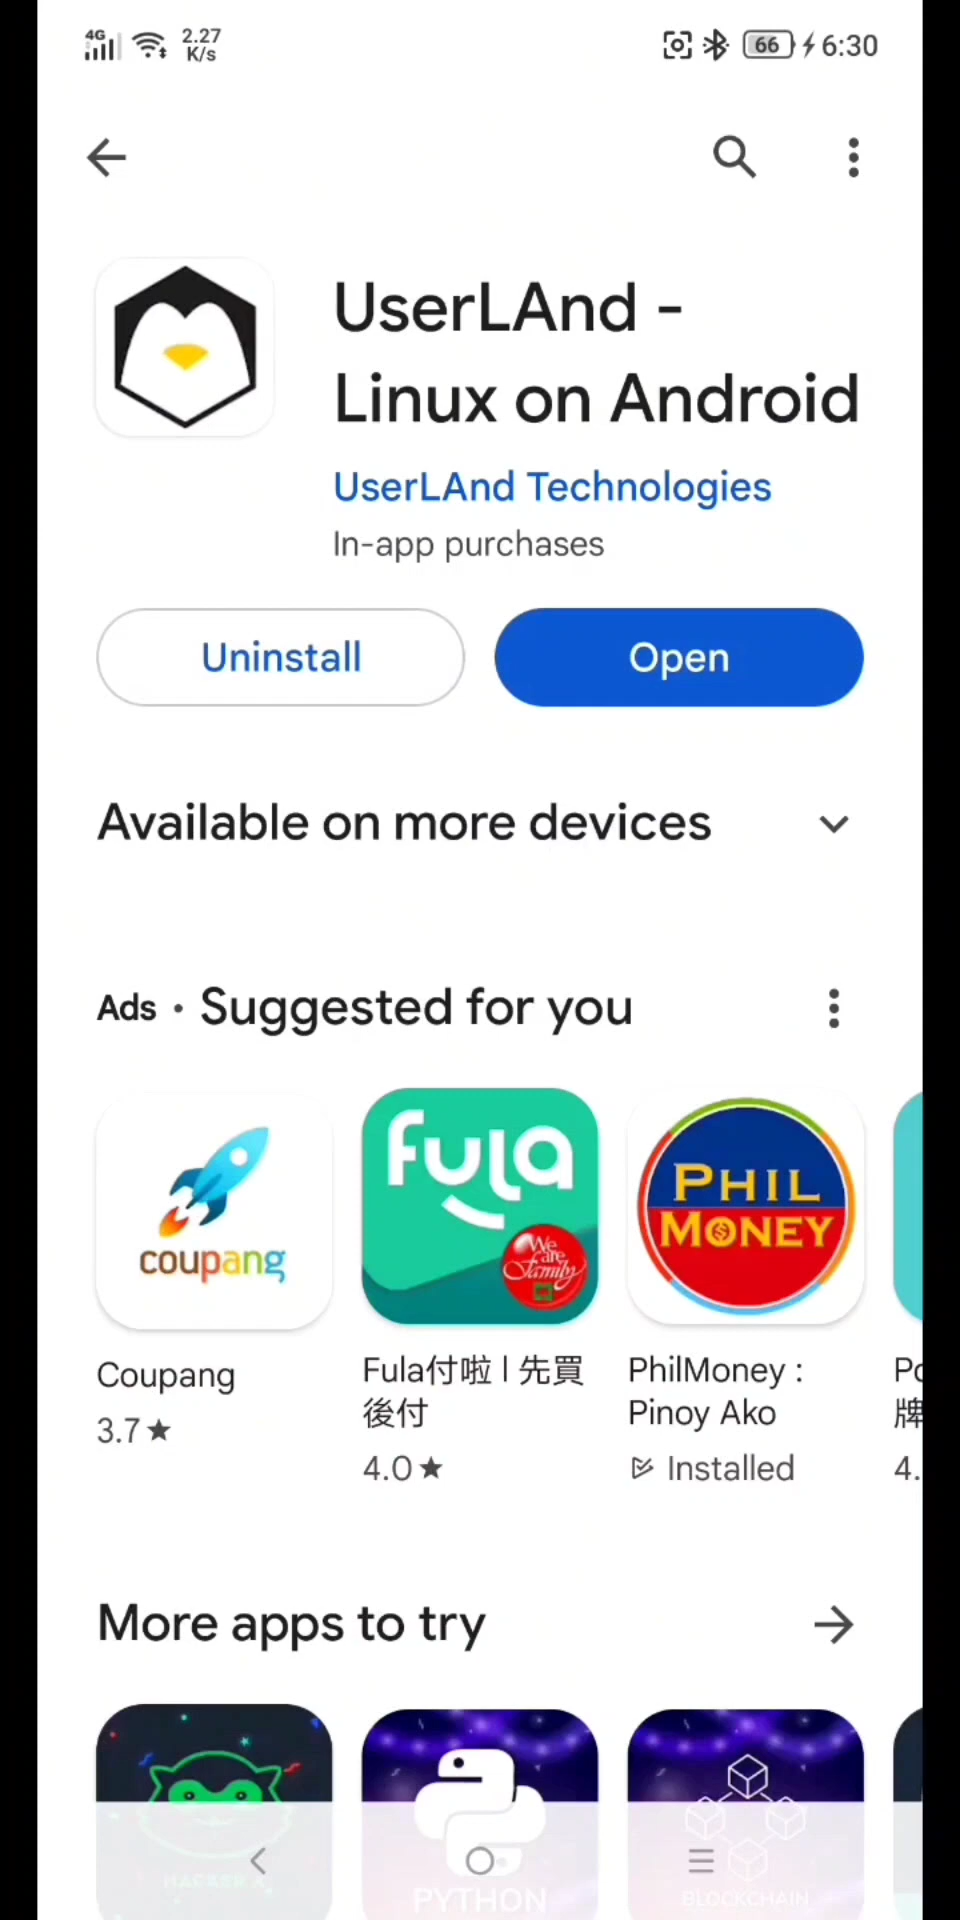 4G 2.27 K/s 66 6:30
UserLAnd -
Linux on Android
UserLAnd Technologies
In-app purchases
Uninstall Open
Available on more devices
Ads • Suggested for you
coupang
fula
We are Family
PHIL
MONEY
Coupang
3.7★
Fula付啦 | 先買
後付
4.0★
PhilMoney :
Pinoy Ako
Installed
牌
4.
More apps to try
HACKER X
PYTHON
BLOCKCHAIN